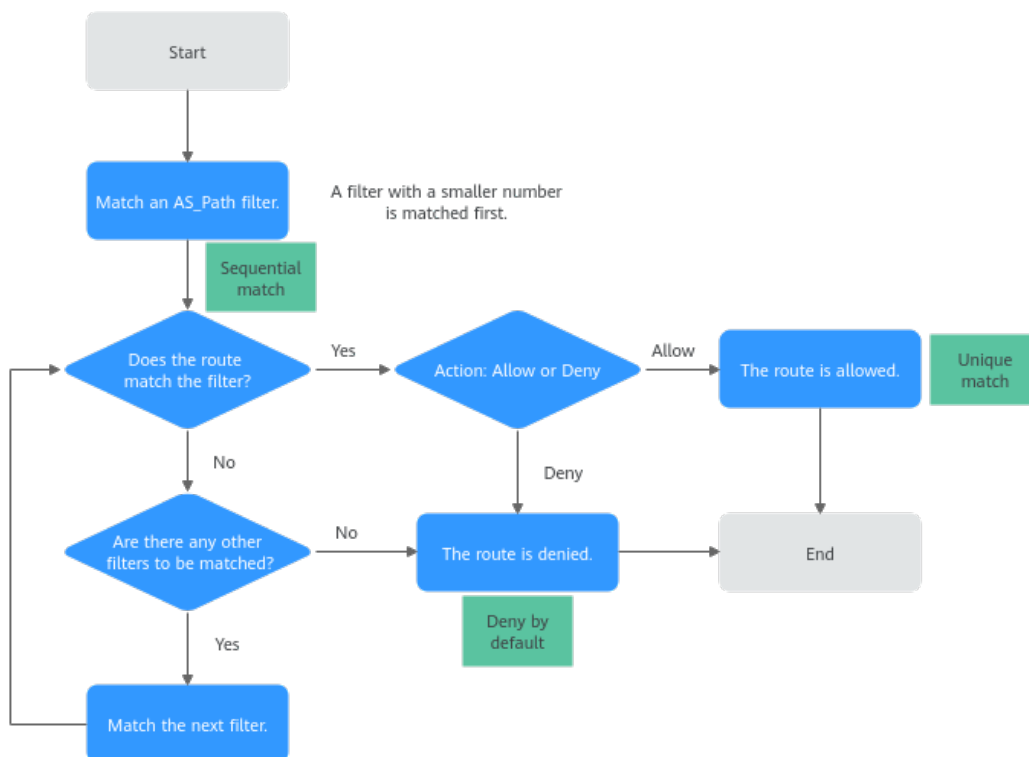 Start
Match an AS_Path filter.
A filter with a smaller number
is matched first.
Sequential
match
Does the route
match the filter?
Yes
Action: Allow or Deny
Allow
The route is allowed.
Unique
match
No
Deny
Are there any other
filters to be matched?
No
The route is denied.
End
Deny by
default
Yes
Match the next filter.